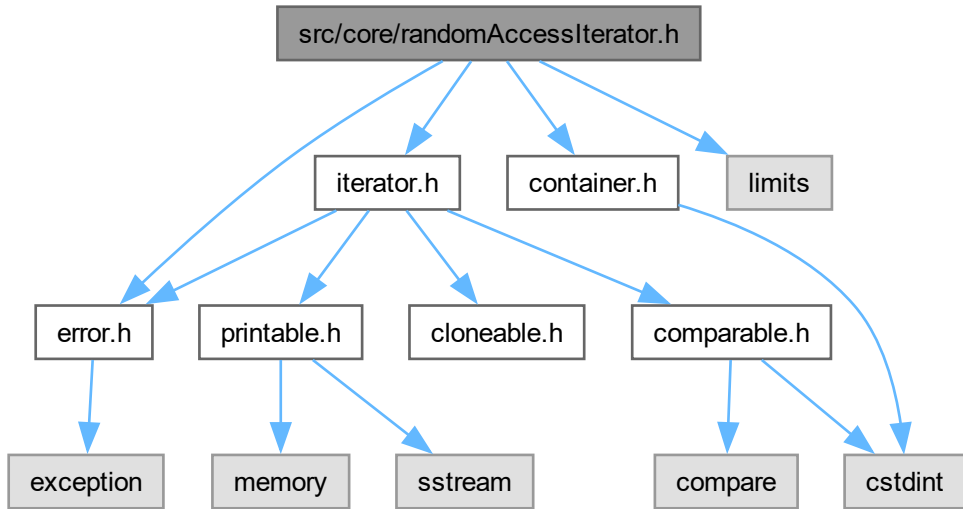 src/core/randomAccessIterator.h
iterator.h
container.h
limits
error.h
printable.h
cloneable.h
comparable.h
exception
memory
sstream
compare
cstdint